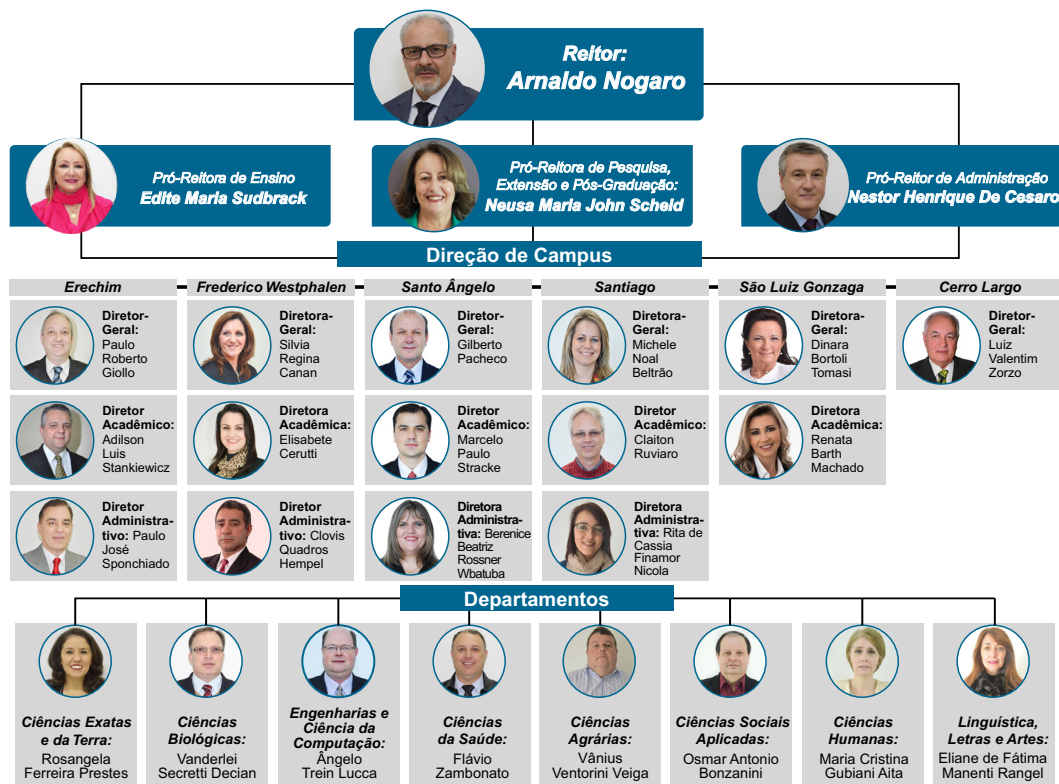 Reitor:
Arnaldo Nogaro
Pró-Reitora de Ensino
Edite Maria Sudbrack
Pró-Reitora de Pesquisa,
Extensão e Pós-Graduação:
Neusa Maria John Scheid
Pró-Reitor de Administração
Nestor Henrique De Cesaro
Direção de Campus
Erechim
Frederico Westphalen
Santo Ângelo
Santiago
São Luiz Gonzaga
Cerro Largo
Diretor-
Geral:
Paulo
Roberto
Giollo
Diretora-
Geral:
Silvia
Regina
Canan
Diretor-
Geral:
Gilberto
Pacheco
Diretora-
Geral:
Michele
Noal
Beltrão
Diretora-
Geral:
Dinara
Bortoli
Tomasi
Diretor-
Geral:
Luiz
Valentim
Zorzo
Diretor
Acadêmico:
Adilson
Luis
Stankiewicz
Diretora
Acadêmica:
Elisabete
Cerutti
Diretor
Acadêmico:
Marcelo
Paulo
Stracke
Diretor
Acadêmico:
Claiton
Ruviaro
Diretora
Acadêmica:
Renata
Barth
Machado
Diretor
Administra-
tivo: Paulo
José
Sponchiado
Diretor
Administra-
tivo: Clovis
Quadros
Hempel
Diretora
Administra-
tiva: Berenice
Beatriz
Rossner
Wbatuba
Diretora
Administra-
tiva: Rita de
Cassia
Finamor
Nicola
Departamentos
Ciências Exatas
e da Terra:
Rosangela
Ferreira Prestes
Ciências
Biológicas:
Vanderlei
Secretti Decian
Engenharias e
Ciência da
Computação:
Ângelo
Trein Lucca
Ciências
da Saúde:
Flávio
Zambonato
Ciências
Agrárias:
Vânius
Ventorini Veiga
Ciências Sociais
Aplicadas:
Osmar Antonio
Bonzanini
Ciências
Humanas:
Maria Cristina
Gubiani Aita
Linguística,
Letras e Artes:
Eliane de Fátima
Manenti Rangel